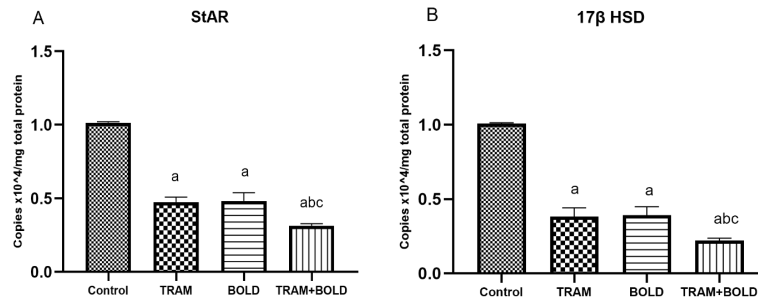 A
StAR
Copies x10^4/mg total protein
1.5
1.0
0.5
0.0
a
a
abc
Control
TRAM
BOLD
TRAM+BOLD
B
17β HSD
Copies x10^4/mg total protein
1.5
1.0
0.5
0.0
a
a
abc
Control
TRAM
BOLD
TRAM+BOLD